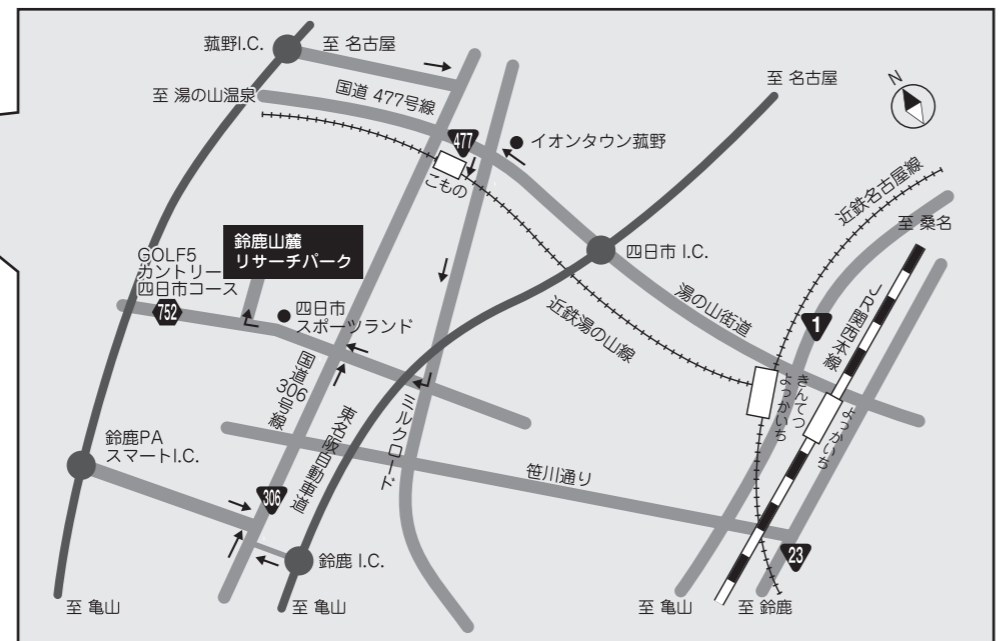 菰野I.C.
至 名古屋
至 湯の山温泉
国道 477号線
至 名古屋
N
477
イオンタウン菰野
こもの
近鉄名古屋線
至 桑名
鈴鹿山麓
リサーチパーク
GOLF5
カントリー
四日市コース
752
四日市
スポーツランド
四日市 I.C.
湯の山街道
近鉄湯の山線
1
JR関西本線
国道306号線
東名阪自動車道
ミルクロード
きんてつ
よっかいち
よっかいち
鈴鹿PA
スマートI.C.
笹川通り
306
23
鈴鹿 I.C.
至 亀山
至 亀山
至 亀山
至 鈴鹿